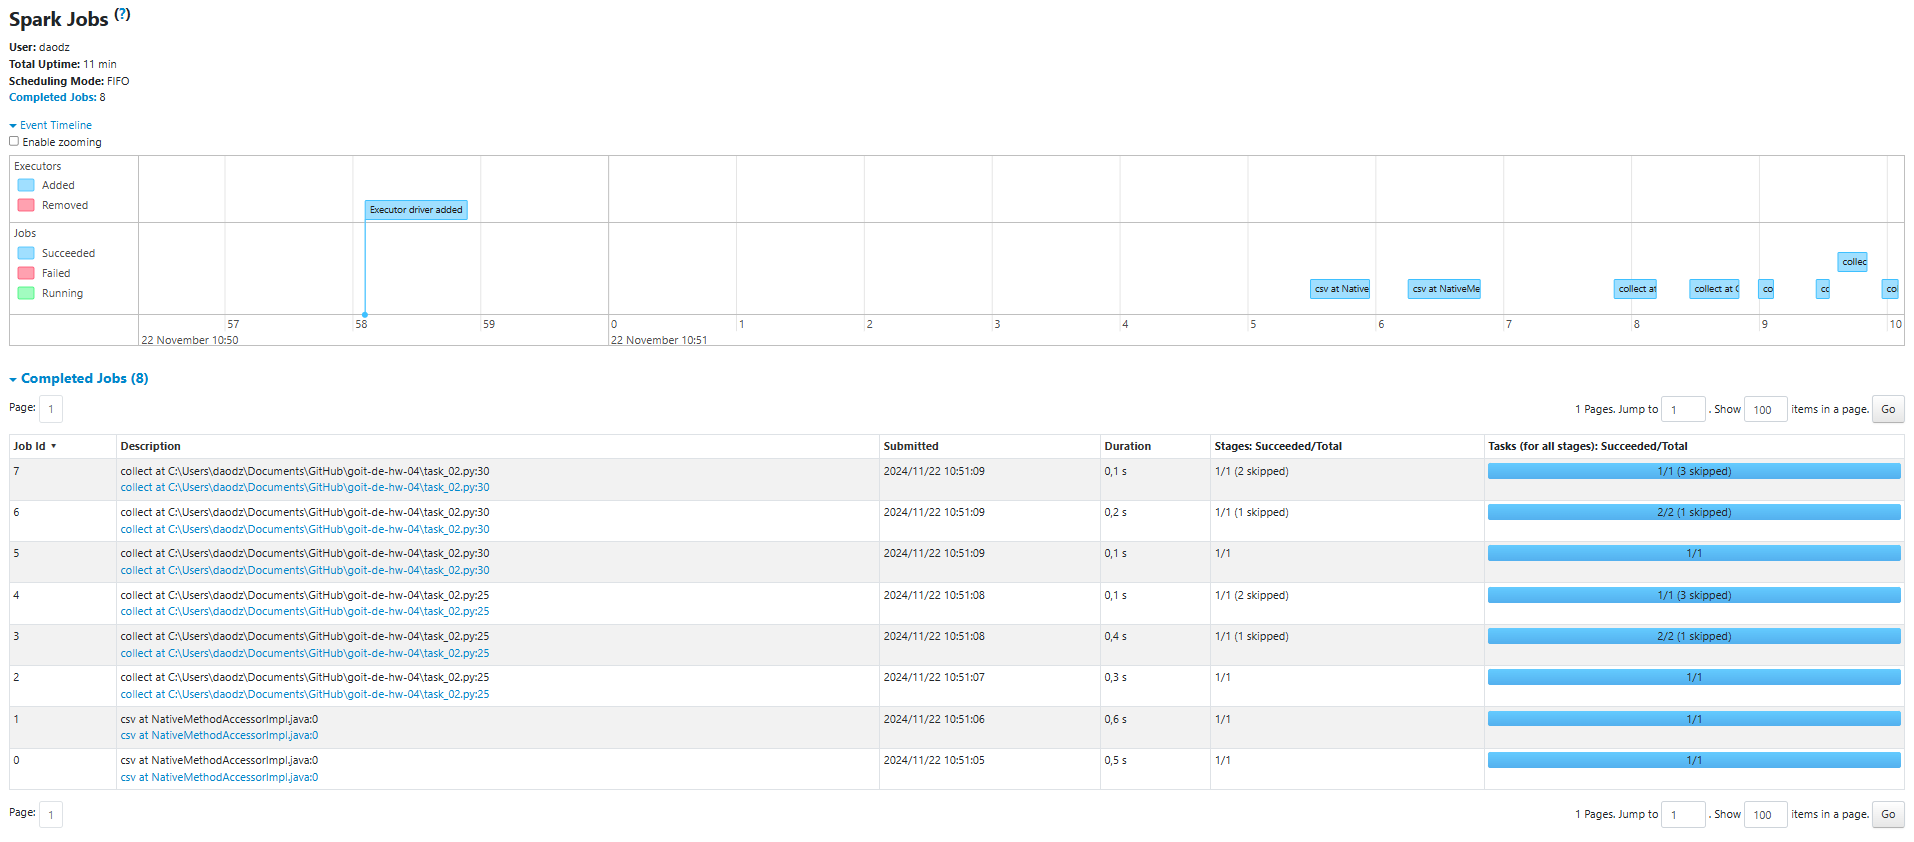 Spark Jobs (?)
User: daodz
Total Uptime: 11 min
Scheduling Mode: FIFO
Completed Jobs: 8
Event Timeline
Enable zooming
Executors
Added
Removed
Executor driver added
Jobs
Succeeded
Failed
Running
csv at Native
csv at NativeMe
collect at
collect at C
co
cc
collec
col
57 58 59 0 1 2 3 4 5 6 7 8 9 10
22 November 10:50 22 November 10:51
Completed Jobs (8)
Page: 1 1 Pages. Jump to 1 . Show 100 items in a page. Go
Job Id ▾ Description Submitted Duration Stages: Succeeded/Total Tasks (for all stages): Succeeded/Total
7 collect at C:\Users\daodz\Documents\GitHub\goit-de-hw-04\task_02.py:30 2024/11/22 10:51:09 0,1 s 1/1 (2 skipped) 1/1 (3 skipped)
collect at C:\Users\daodz\Documents\GitHub\goit-de-hw-04\task_02.py:30
6 collect at C:\Users\daodz\Documents\GitHub\goit-de-hw-04\task_02.py:30 2024/11/22 10:51:09 0,2 s 1/1 (1 skipped) 2/2 (1 skipped)
collect at C:\Users\daodz\Documents\GitHub\goit-de-hw-04\task_02.py:30
5 collect at C:\Users\daodz\Documents\GitHub\goit-de-hw-04\task_02.py:30 2024/11/22 10:51:09 0,1 s 1/1 1/1
collect at C:\Users\daodz\Documents\GitHub\goit-de-hw-04\task_02.py:30
4 collect at C:\Users\daodz\Documents\GitHub\goit-de-hw-04\task_02.py:25 2024/11/22 10:51:08 0,1 s 1/1 (2 skipped) 1/1 (3 skipped)
collect at C:\Users\daodz\Documents\GitHub\goit-de-hw-04\task_02.py:25
3 collect at C:\Users\daodz\Documents\GitHub\goit-de-hw-04\task_02.py:25 2024/11/22 10:51:08 0,4 s 1/1 (1 skipped) 2/2 (1 skipped)
collect at C:\Users\daodz\Documents\GitHub\goit-de-hw-04\task_02.py:25
2 collect at C:\Users\daodz\Documents\GitHub\goit-de-hw-04\task_02.py:25 2024/11/22 10:51:07 0,3 s 1/1 1/1
collect at C:\Users\daodz\Documents\GitHub\goit-de-hw-04\task_02.py:25
1 csv at NativeMethodAccessorImpl.java:0 2024/11/22 10:51:06 0,6 s 1/1 1/1
csv at NativeMethodAccessorImpl.java:0
0 csv at NativeMethodAccessorImpl.java:0 2024/11/22 10:51:05 0,5 s 1/1 1/1
csv at NativeMethodAccessorImpl.java:0
Page: 1 1 Pages. Jump to 1 . Show 100 items in a page. Go